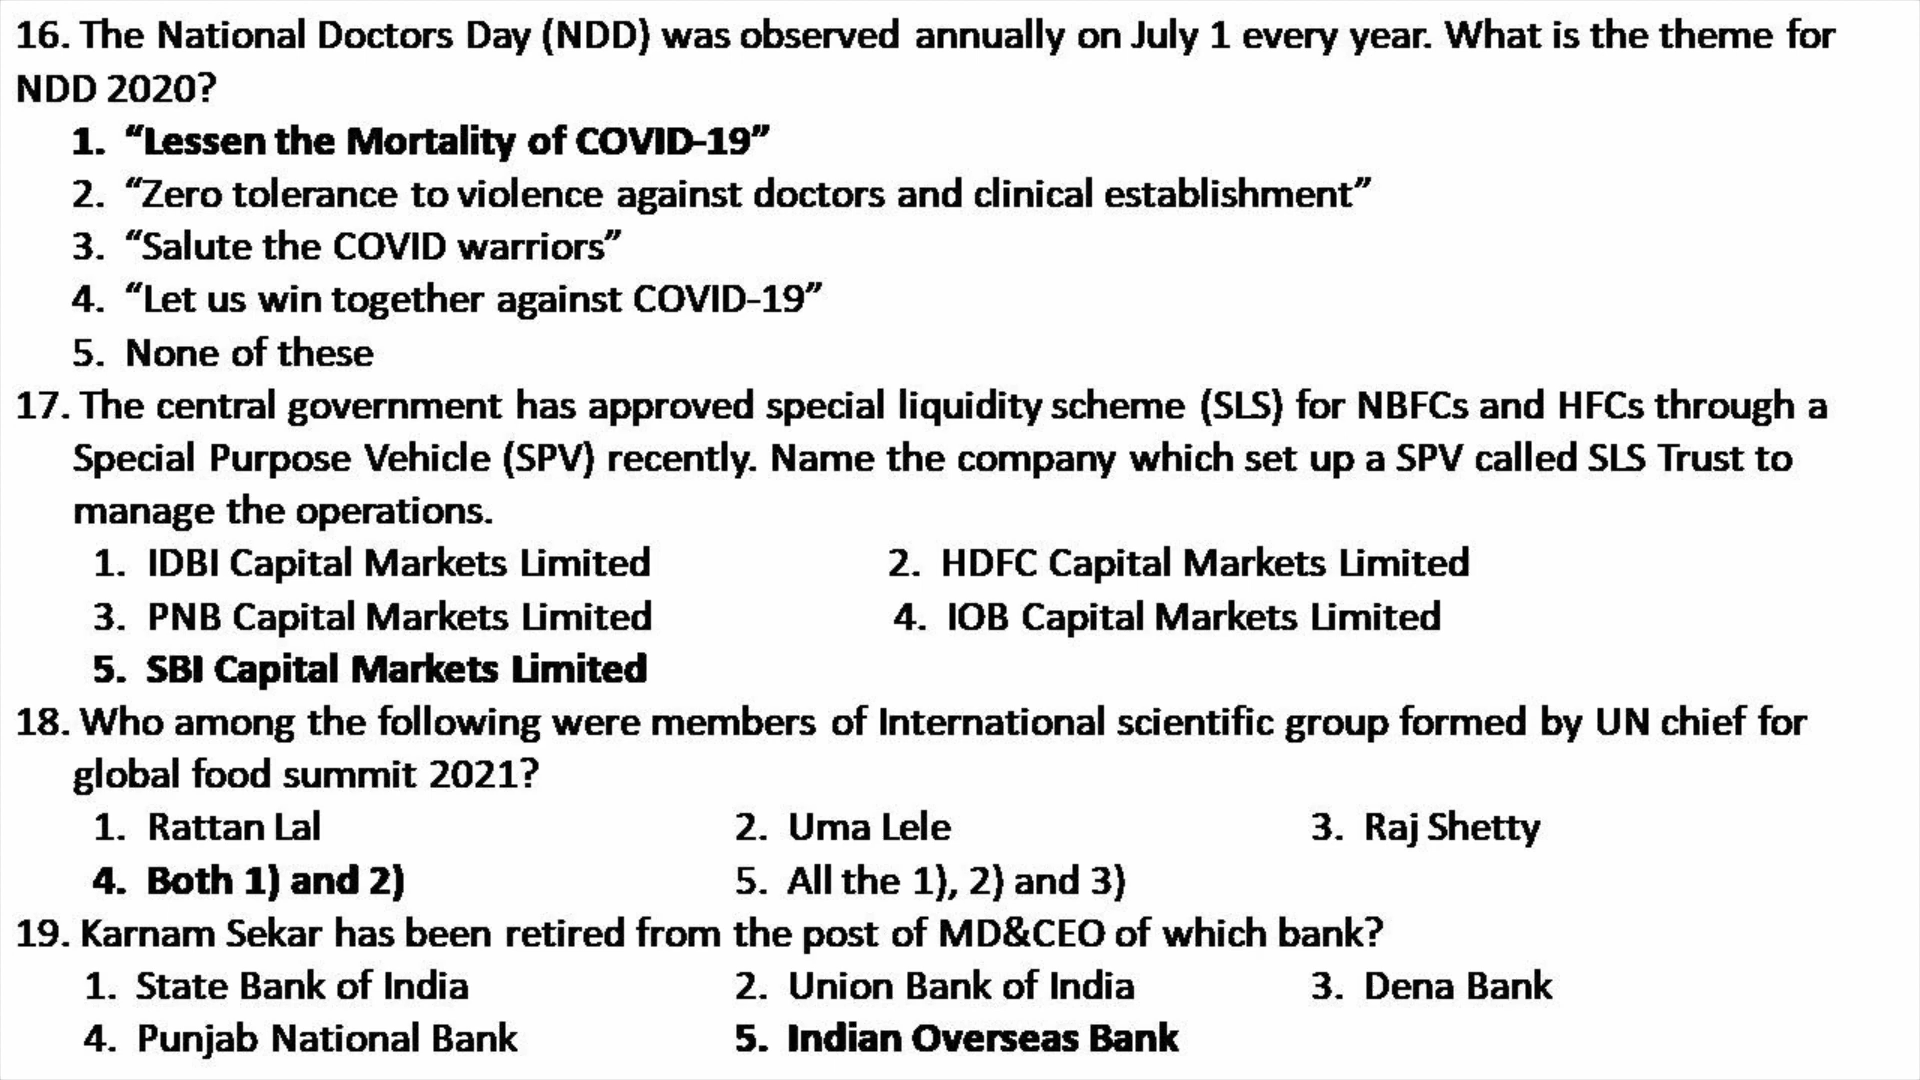 16. The National Doctors Day (NDD) was observed annually on July 1 every year. What is the theme for
NDD 2020?
1. “Lessen the Mortality of COVID-19”
2. “Zero tolerance to violence against doctors and clinical establishment”
3. “Salute the COVID warriors”
4. “Let us win together against COVID-19”
5. None of these
17. The central government has approved special liquidity scheme (SLS) for NBFCs and HFCs through a
Special Purpose Vehicle (SPV) recently. Name the company which set up a SPV called SLS Trust to
manage the operations.
1. IDBI Capital Markets Limited 2. HDFC Capital Markets Limited
3. PNB Capital Markets Limited 4. IOB Capital Markets Limited
5. SBI Capital Markets Limited
18. Who among the following were members of International scientific group formed by UN chief for
global food summit 2021?
1. Rattan Lal 2. Uma Lele 3. Raj Shetty
4. Both 1) and 2) 5. All the 1), 2) and 3)
19. Karnam Sekar has been retired from the post of MD&CEO of which bank?
1. State Bank of India 2. Union Bank of India 3. Dena Bank
4. Punjab National Bank 5. Indian Overseas Bank